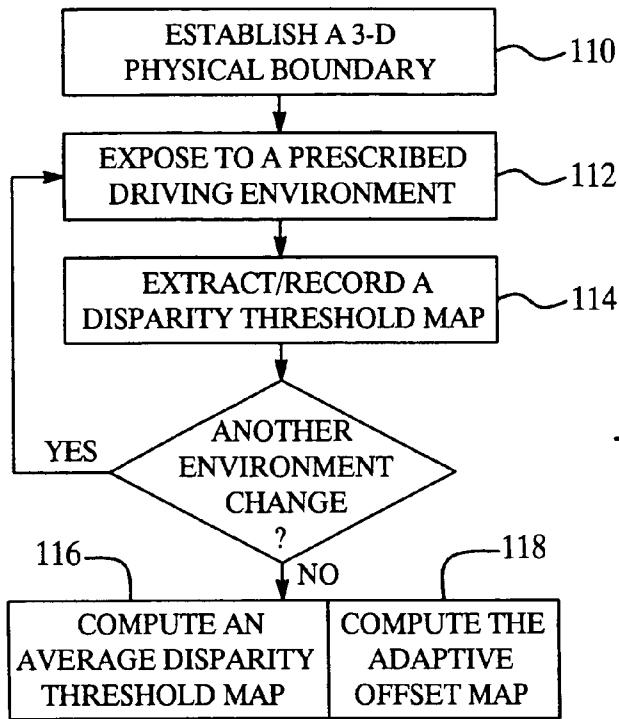 ESTABLISH A 3-D
PHYSICAL BOUNDARY
110
EXPOSE TO A PRESCRIBED
DRIVING ENVIRONMENT
112
EXTRACT/RECORD A
DISPARITY THRESHOLD MAP
114
YES
ANOTHER
ENVIRONMENT
CHANGE
?
NO
116
118
COMPUTE AN
AVERAGE DISPARITY
THRESHOLD MAP
COMPUTE THE
ADAPTIVE
OFFSET MAP